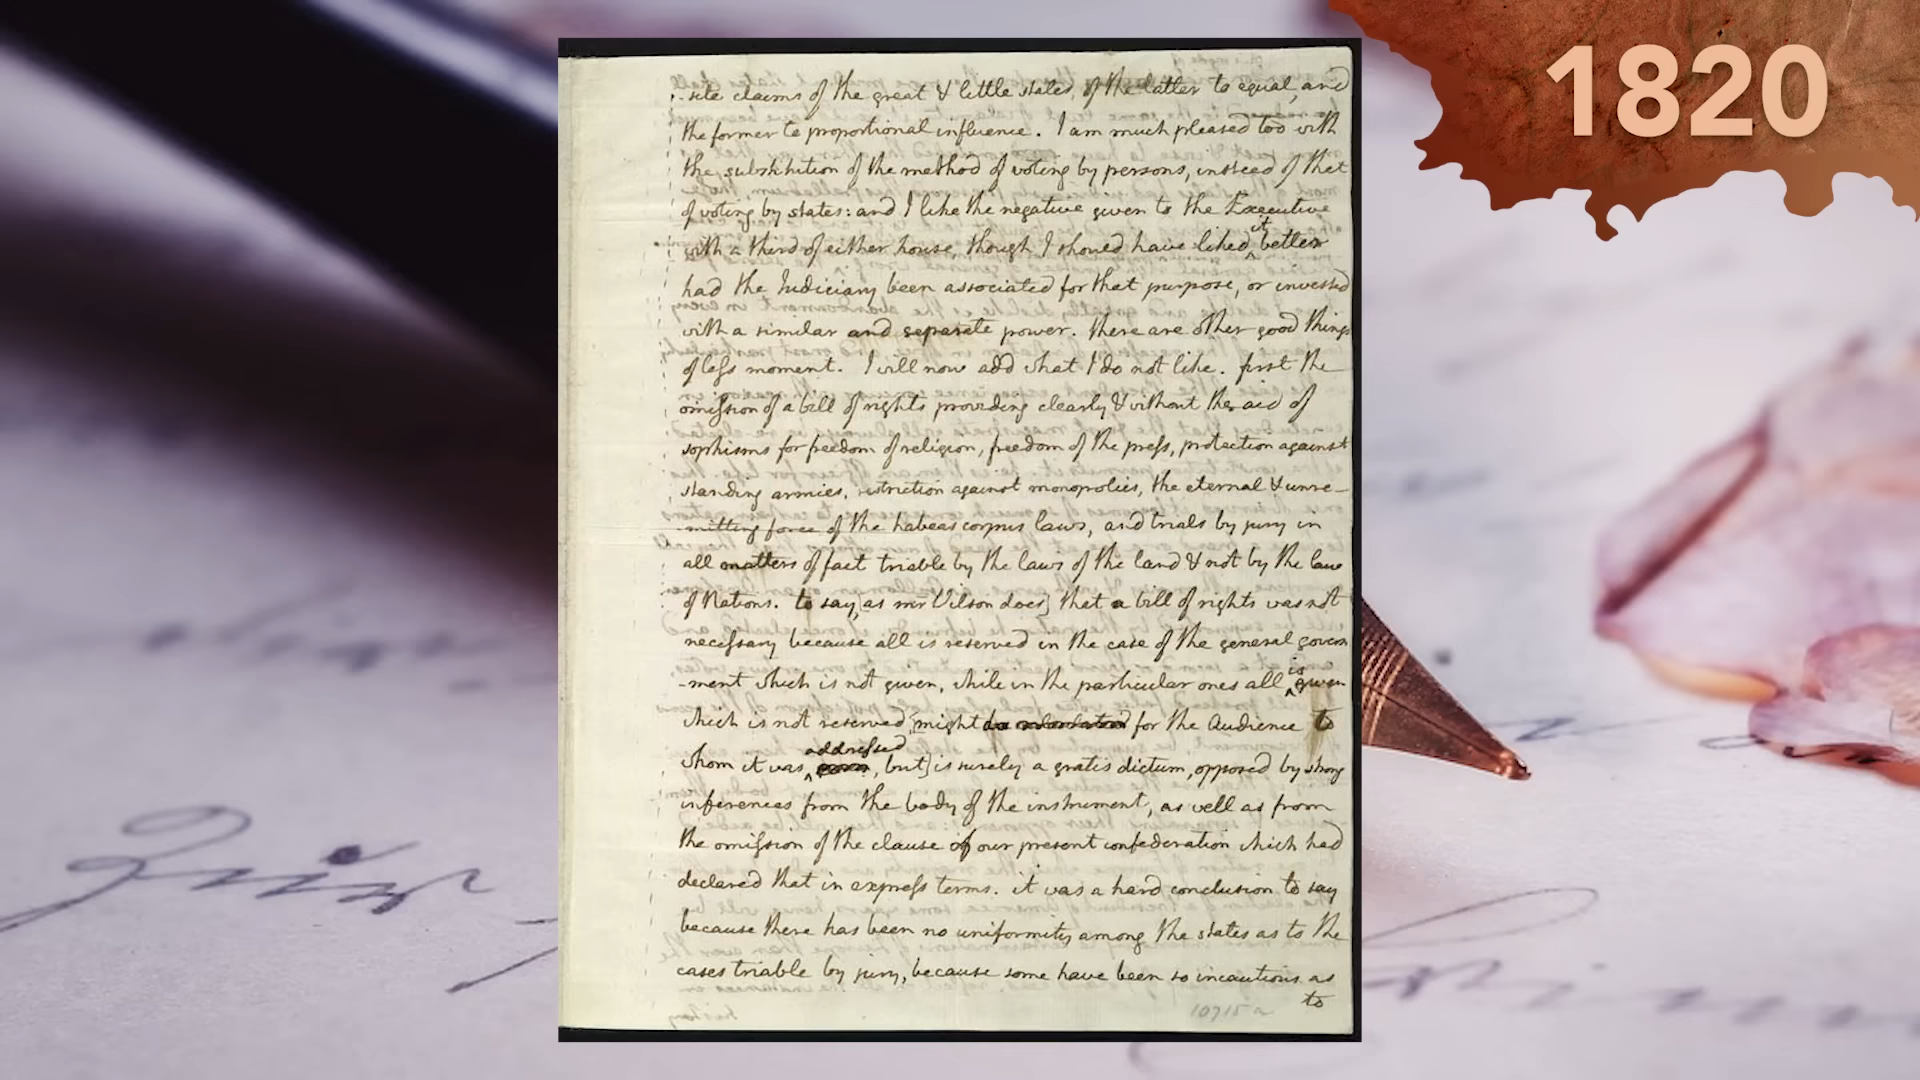 1820
-site claims of the great & little states, of the latter to equal, and
the former to proportional influence. I am much pleased too with
the substitution of the method of voting by persons, instead of that
of voting by states: and I like the negative given to the Executive
with a third of either house, though I should have liked it better
had the Judiciary been associated for that purpose, or invested
with a similar and separate power. there are other good things
of less moment. I will now add what I do not like. first the
omission of a bill of rights providing clearly & without the aid of
sophisms for freedom of religion, freedom of the press, protection against
standing armies, restriction against monopolies, the eternal & unre-
-mitting force of the habeas corpus laws, and trials by jury in
all matters of fact triable by the laws of the land & not by the law
of Nations. to say, as mr Wilson does] that a bill of rights was not
necessary because all is reserved in the case of the general govern
-ment which is not given, while in the particular ones all is given
which is not reserved [might do for the Audience to
whom it was addressed, but] is surely a gratis dictum, opposed by strong
inferences from the body of the instrument, as well as from
the omission of the clause of our present confederation which had
declared that in express terms. it was a hard conclusion to say
because there has been no uniformity among the states as to the
cases triable by jury, because some have been so incautious as
to
10715